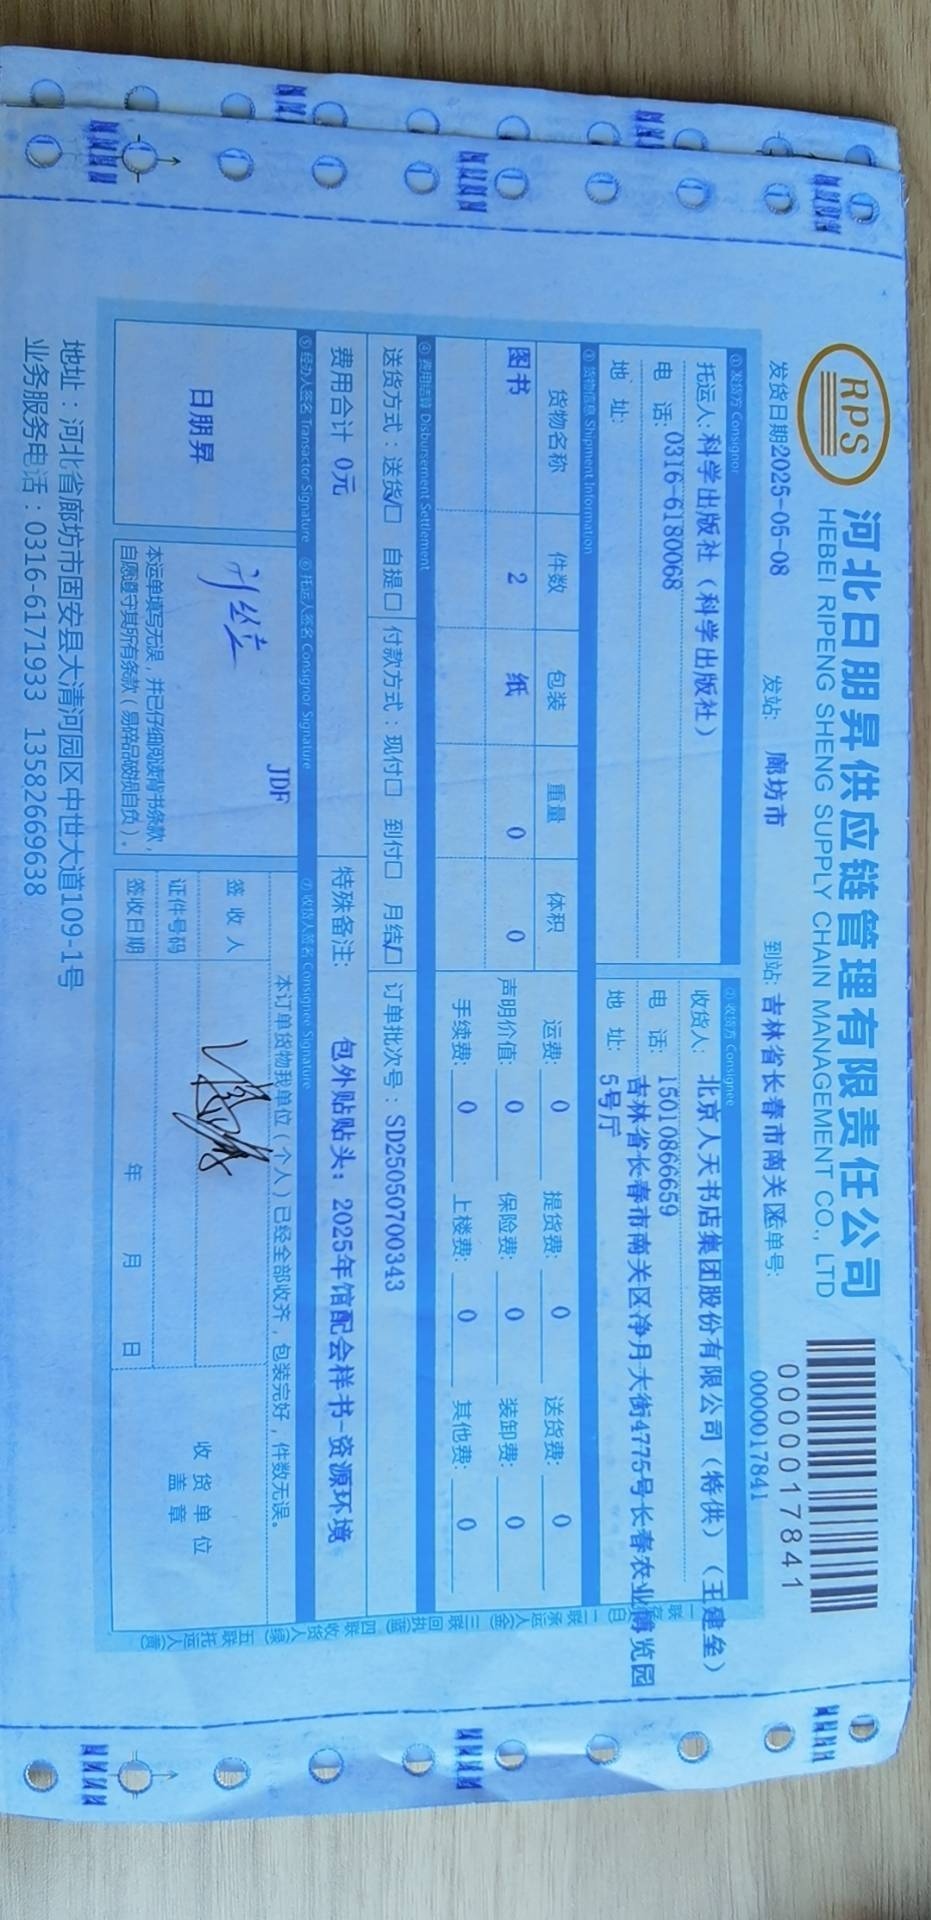 RPS
河北日朋昇供应链管理有限责任公司
HEBEI RIPENG SHENG SUPPLY CHAIN MANAGEMENT CO., LTD
0000017841
发货日期2025-05-08 发站: 廊坊市 到站: 吉林省长春市南关区运单号: 0000017841
① 发货方 Consignor
托运人: 科学出版社（科学出版社）
电 话: 0316-6180068
地 址:
② 收货方 Consignee
收货人: 北京人天书店集团股份有限公司（特供）（王建垒）
电 话: 15010866659
地 址: 吉林省长春市南关区净月大街4775号长春农业博览园
5号厅
③ 货物信息 Shipment Information
货物名称 件数 包装 重量 体积
图书 2 纸 0 0
运费: 0 提货费: 0 送货费: 0
声明价值: 0 保险费: 0 装卸费: 0
手续费: 0 上楼费: 0 其他费: 0
④ 费用结算 Disbursement Settlement
送货方式：送货☑ 自提☐ 付款方式：现付☐ 到付☐ 月结☑ 订单批次号：SD2505070034​3
费用合计 0元 特殊备注: 包外贴贴头：2025年馆配会样书-资源环境
⑤ 经办人签名 Transactor Signature ⑥ 托运人签名 Consignor Signature ⑦ 收货人签名 Consignee Signature
日朋昇
JDF
本运单填写无误，并已仔细阅读背书条款，
自愿遵守其所有条款（易碎品破损自负）。
本订单货物我单位（个人）已经全部收齐，包装完好，件数无误。
签 收 人
证件号码
签收日期 年 月 日
收 货 单 位
盖 章
一联存 白 二联承运人(金) 三联回执(蓝) 四联收货人(绿) 五联托运人(黄)
地址：河北省廊坊市固安县大清河园区中世大道109-1号
业务服务电话：0316-6171933 13582669638